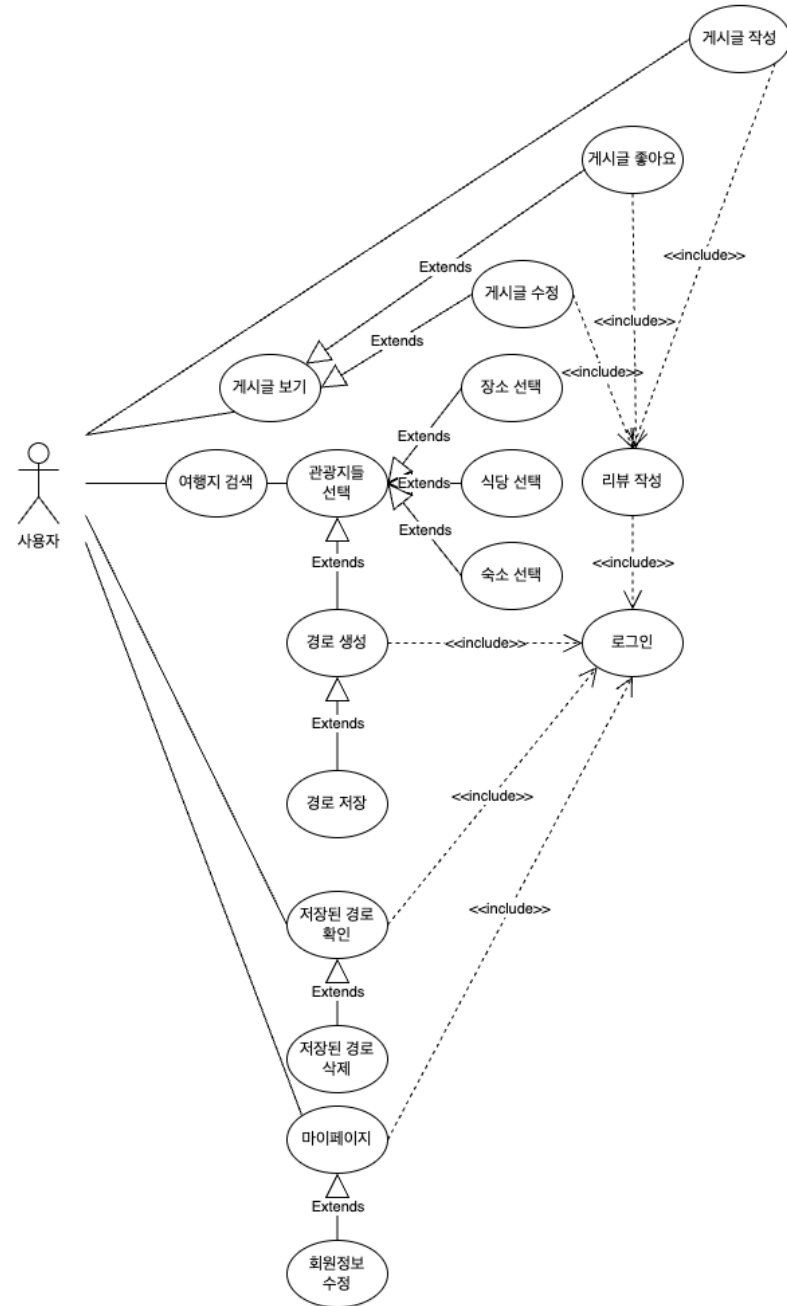 게시글 작성
게시글 좋아요
<<include>>
Extends
게시글 수정
<<include>>
Extends
<<include>>
게시글 보기
장소 선택
Extends
여행지 검색
관광지들
선택
Extends
식당 선택
리뷰 작성
사용자
Extends
Extends
숙소 선택
<<include>>
경로 생성
<<include>>
로그인
Extends
경로 저장
<<include>>
저장된 경로
확인
<<include>>
Extends
저장된 경로
삭제
마이페이지
Extends
회원정보
수정